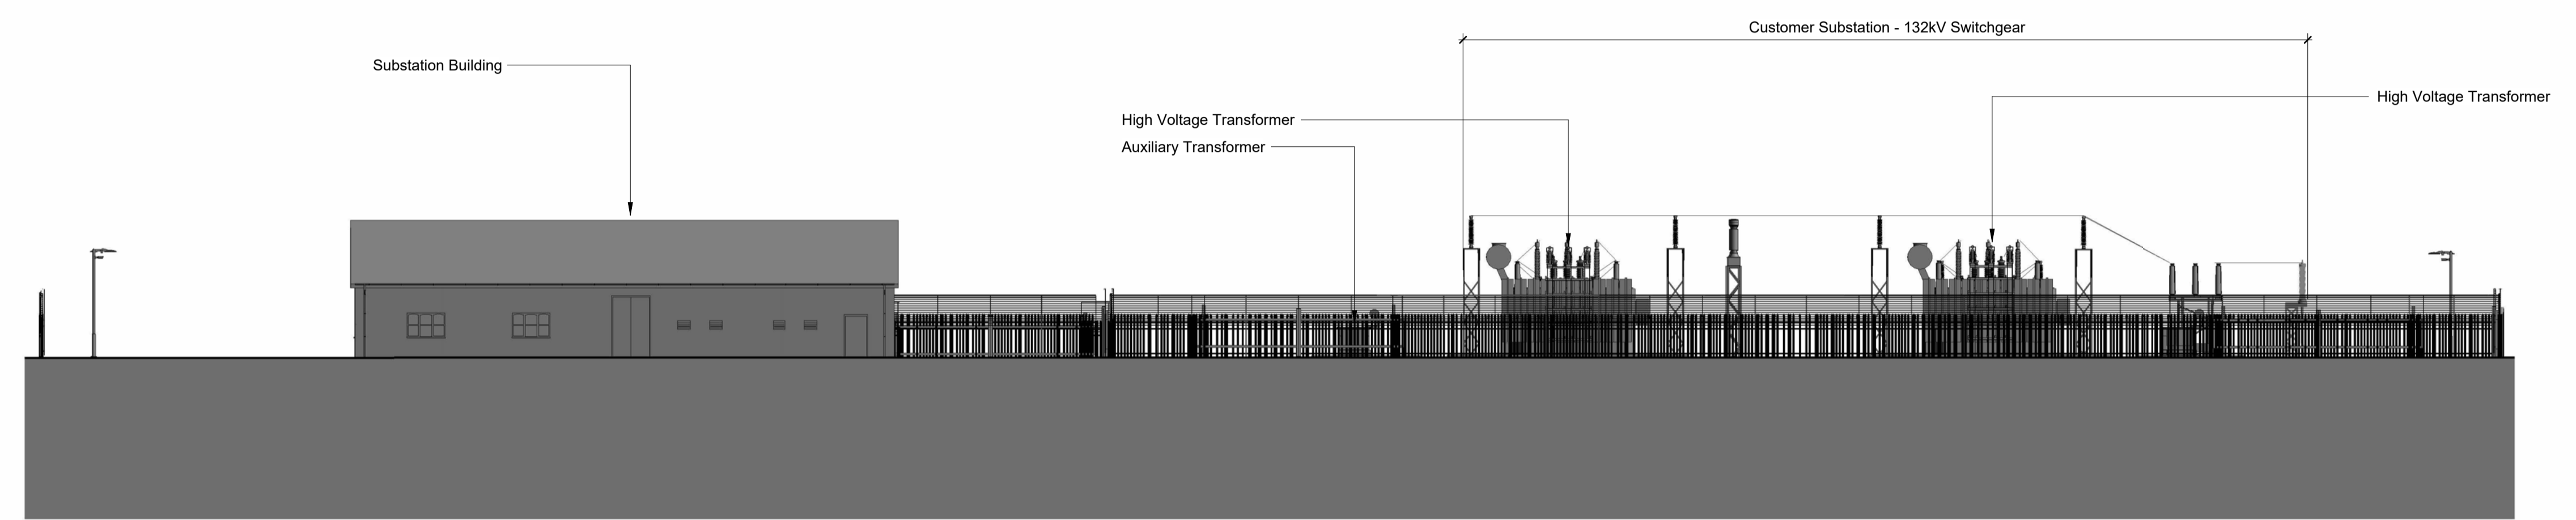 Customer Substation - 132kV Switchgear
Substation Building
High Voltage Transformer
High Voltage Transformer
Auxiliary Transformer